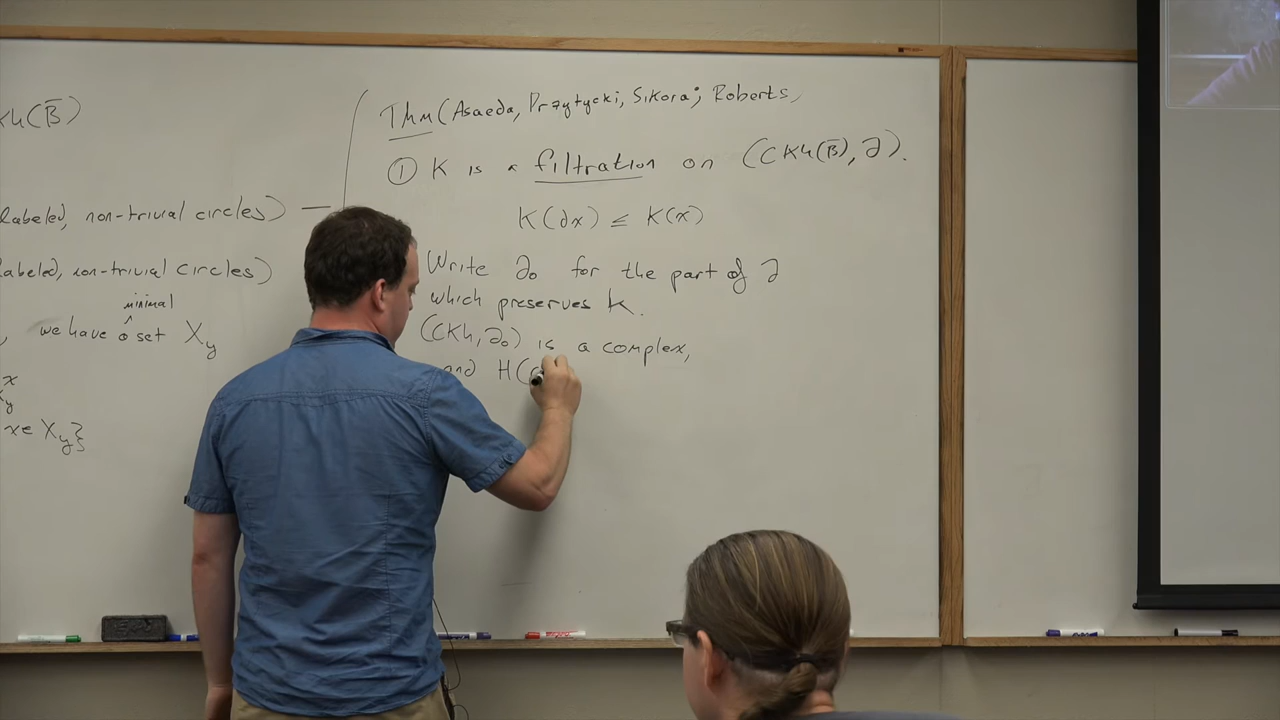 Kh(B̄)
labeled, non-trivial circles) —
labeled, non-trivial circles)
minimal
, we have a set X_y
x
X_y
x ∈ X_y}
Thm (Asaeda, Przytycki, Sikora; Roberts,
① K is a filtration on (CKh(B̄), ∂).
K(∂x) ≤ K(x)
Write ∂₀ for the part of ∂
which preserves k.
(CKh, ∂₀) is a complex,
and H(